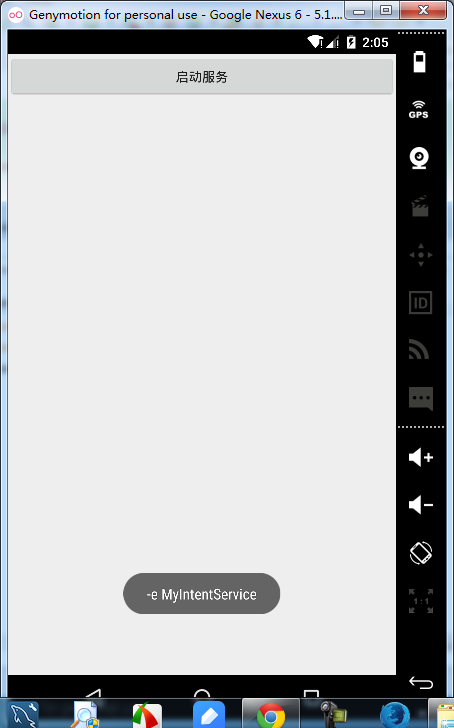 Genymotion for personal use - Google Nexus 6 - 5.1....
2:05
启动服务
GPS
ID
-e MyIntentService
1:1